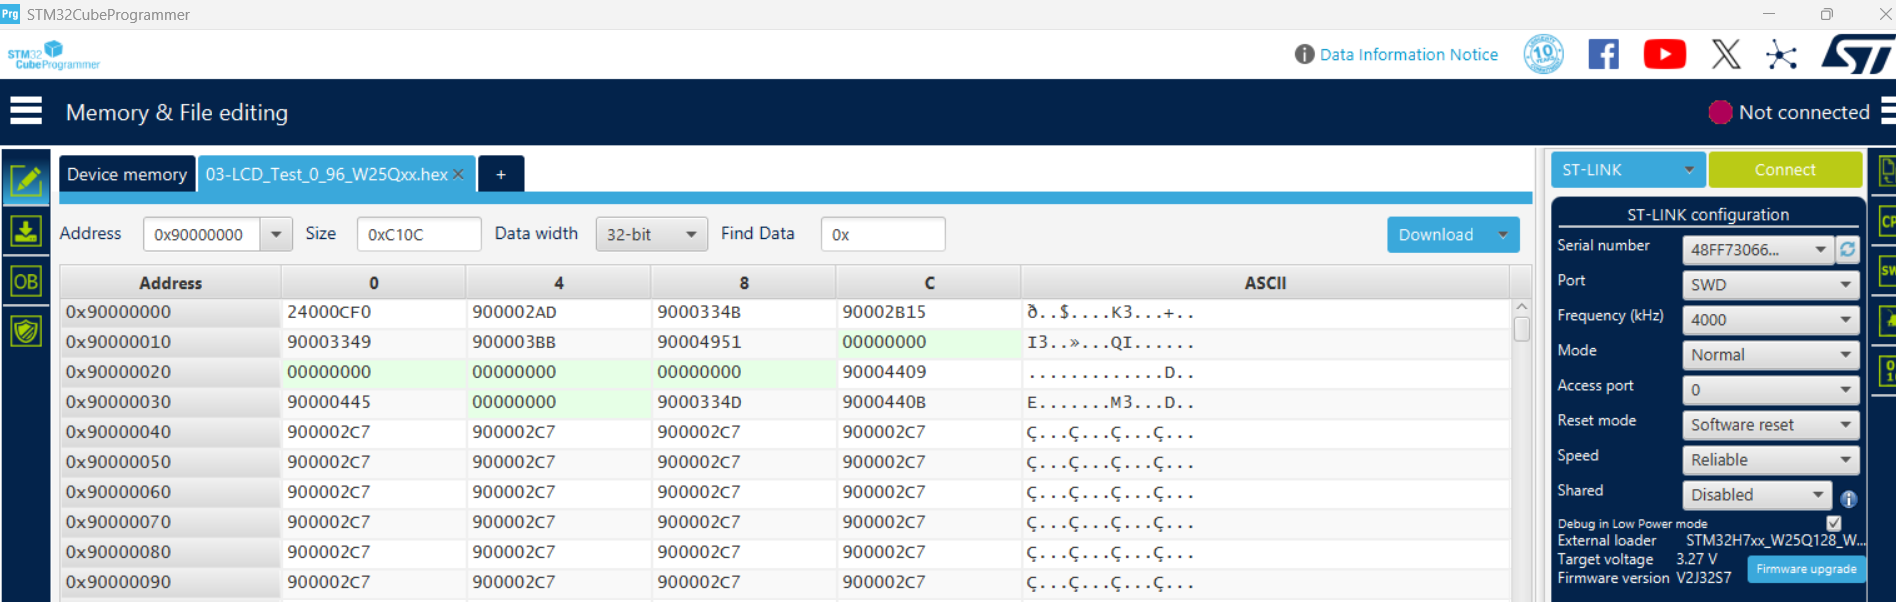 Prg STM32CubeProgrammer
STM32
CubeProgrammer
Data Information Notice
10 YEARS
Memory & File editing
Not connected
Device memory
03-LCD_Test_0_96_W25Qxx.hex
+
ST-LINK
Connect
Address
0x90000000
Size
0xC10C
Data width
32-bit
Find Data
0x
Download
ST-LINK configuration
Serial number 48FF73066...
Port SWD
Frequency (kHz) 4000
Mode Normal
Access port 0
Reset mode Software reset
Speed Reliable
Shared Disabled
Debug in Low Power mode
External loader STM32H7xx_W25Q128_W...
Target voltage 3.27 V
Firmware version V2J32S7
Firmware upgrade
OB
Address 0 4 8 C ASCII
0x90000000 24000CF0 900002AD 9000334B 90002B15 ð..$....K3...+..
0x90000010 90003349 900003BB 90004951 00000000 I3..»...QI......
0x90000020 00000000 00000000 00000000 90004409 .............D..
0x90000030 90000445 00000000 9000334D 9000440B E.......M3...D..
0x90000040 900002C7 900002C7 900002C7 900002C7 Ç...Ç...Ç...Ç...
0x90000050 900002C7 900002C7 900002C7 900002C7 Ç...Ç...Ç...Ç...
0x90000060 900002C7 900002C7 900002C7 900002C7 Ç...Ç...Ç...Ç...
0x90000070 900002C7 900002C7 900002C7 900002C7 Ç...Ç...Ç...Ç...
0x90000080 900002C7 900002C7 900002C7 900002C7 Ç...Ç...Ç...Ç...
0x90000090 900002C7 900002C7 900002C7 900002C7 Ç...Ç...Ç...Ç...